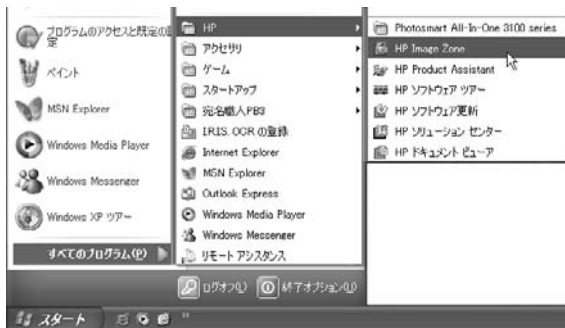 プログラムのアクセスと既定の設
定
ペイント
MSN Explorer
Windows Media Player
Windows Messenger
Windows XP ツアー
すべてのプログラム(P)
HP
アクセサリ
ゲーム
スタートアップ
宛名職人PB3
I.R.I.S. OCR の登録
Internet Explorer
MSN Explorer
Outlook Express
Windows Media Player
Windows Messenger
リモート アシスタンス
Photosmart All-In-One 3100 series
HP Image Zone
HP Product Assistant
HP ソフトウェア ツアー
HP ソフトウェア更新
HP ソリューション センター
HP ドキュメント ビューア
ログオフ(L)
終了オプション(U)
スタート